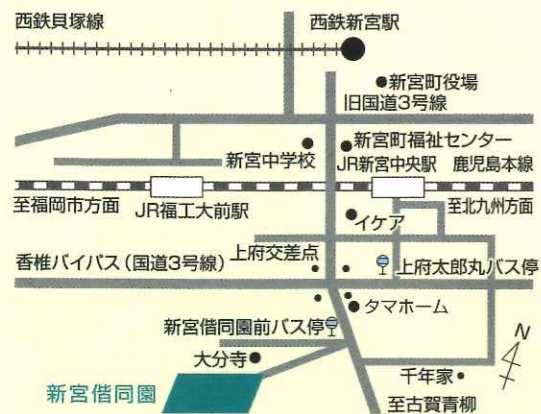 西鉄貝塚線
西鉄新宮駅
新宮町役場
旧国道3号線
新宮中学校
新宮町福祉センター
JR新宮中央駅
鹿児島本線
至福岡市方面
JR福工大前駅
至北九州方面
イケア
上府交差点
香椎バイパス(国道3号線)
上府太郎丸バス停
タマホーム
新宮偕同園前バス停
大分寺
新宮偕同園
千年家
至古賀青柳
N